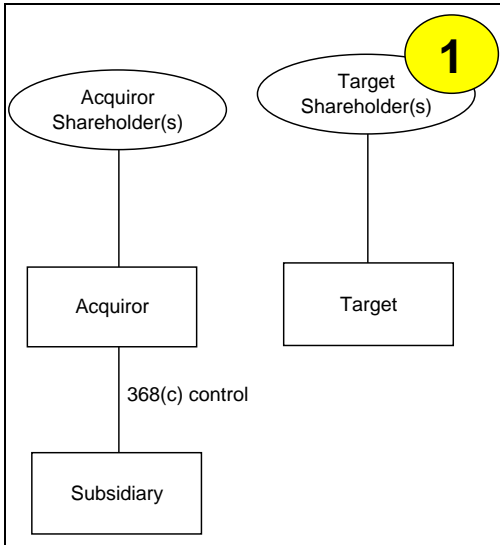 1
Acquiror
Shareholder(s)
Target
Shareholder(s)
Acquiror
Target
368(c) control
Subsidiary